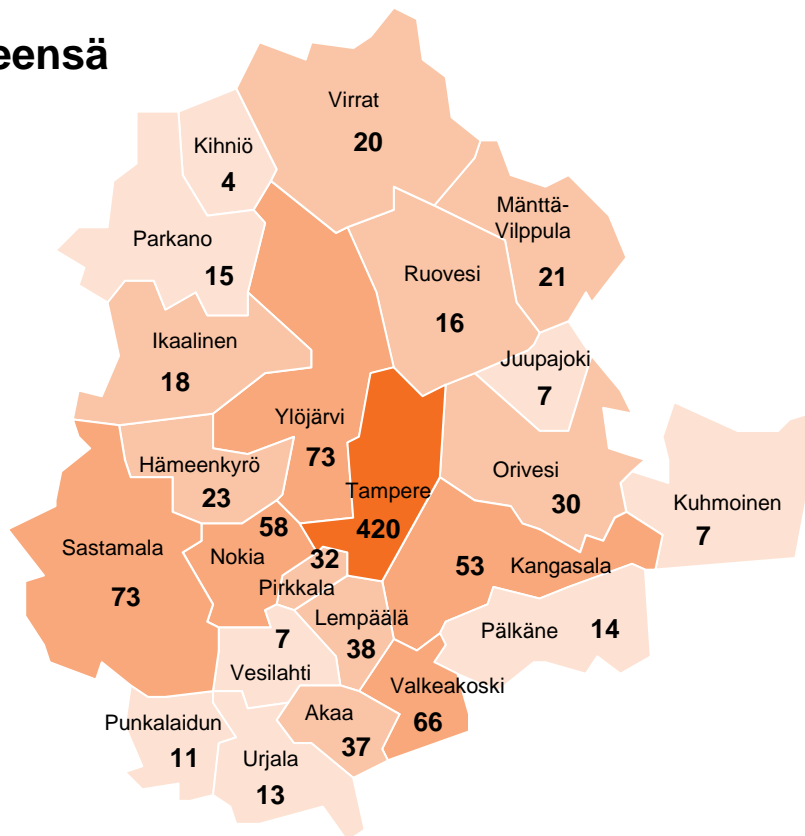 eensä
Virrat
20
Kihniö
4
Mänttä-
Vilppula
21
Parkano
15
Ruovesi
16
Ikaalinen
18
Juupajoki
7
Ylöjärvi
73
Hämeenkyrö
23
Tampere
420
Orivesi
30
Kuhmoinen
7
Sastamala
73
58
Nokia
32
Pirkkala
53
Kangasala
7
Vesilahti
Lempäälä
38
Pälkäne
14
Valkeakoski
66
Punkalaidun
11
Akaa
37
Urjala
13